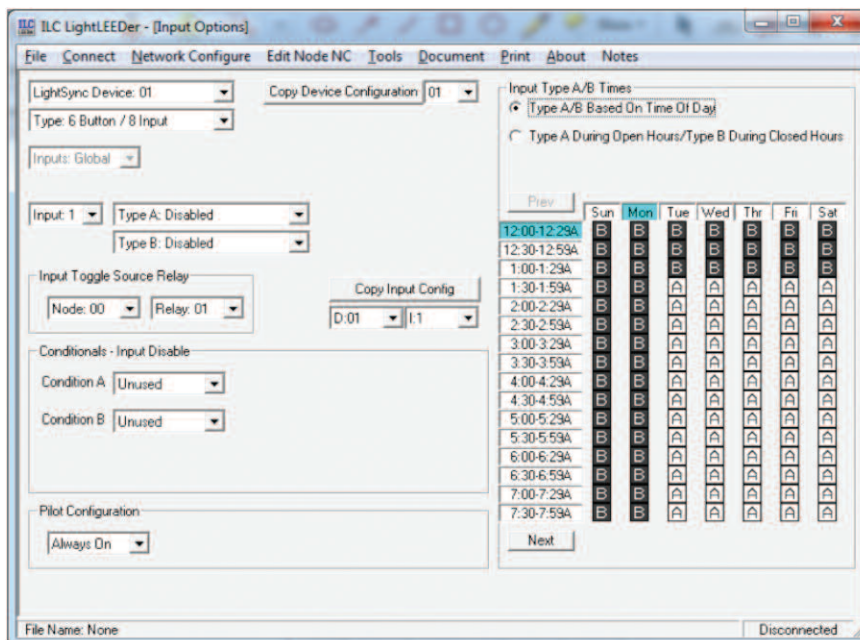 ILC LightLEEDer - [Input Options]
File Connect Network Configure Edit Node NC Tools Document Print About Notes
LightSync Device: 01
Copy Device Configuration 01
Type: 6 Button / 8 Input
Inputs: Global
Input: 1 Type A: Disabled
Type B: Disabled
Input Toggle Source Relay
Node: 00 Relay: 01
Copy Input Config
D:01 I:1
Conditionals - Input Disable
Condition A Unused
Condition B Unused
Pilot Configuration
Always On
Input Type A/B Times
Type A/B Based On Time Of Day
Type A During Open Hours/Type B During Closed Hours
Prev
Sun Mon Tue Wed Thr Fri Sat
12:00-12:29A B B B B B B B
12:30-12:59A B B B B B B B
1:00-1:29A B B B B B B B
1:30-1:59A B B A A A A A
2:00-2:29A B B A A A A A
2:30-2:59A B B A A A A A
3:00-3:29A B B A A A A A
3:30-3:59A B B A A A A A
4:00-4:29A B B A A A A A
4:30-4:59A B B A A A A A
5:00-5:29A B B A A A A A
5:30-5:59A B B A A A A A
6:00-6:29A B B A A A A A
6:30-6:59A B B A A A A A
7:00-7:29A B B A A A A A
7:30-7:59A B B A A A A A
Next
File Name: None
Disconnected